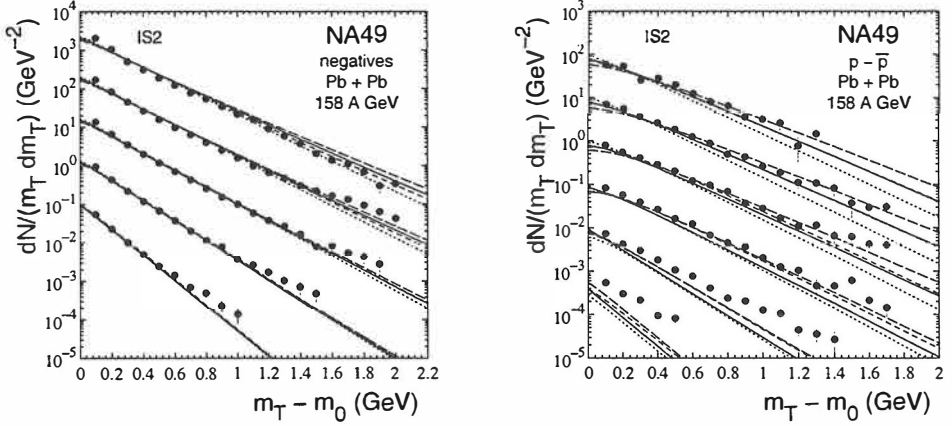 10^4
10^3
10^2
10
10^0
10^-1
10^-2
10^-3
10^-4
10^-5
dN/(m_T dm_T) (GeV^-2)
IS2
NA49
negatives
Pb + Pb
158 A GeV
0 0.2 0.4 0.6 0.8 1 1.2 1.4 1.6 1.8 2 2.2
m_T – m_0 (GeV)
10^3
10^2
10^1
10^0
10^-1
10^-2
10^-3
10^-4
10^-5
dN/(m_T dm_T) (GeV^-2)
IS2
NA49
p – p̅
Pb + Pb
158 A GeV
0 0.2 0.4 0.6 0.8 1 1.2 1.4 1.6 1.8 2
m_T – m_0 (GeV)